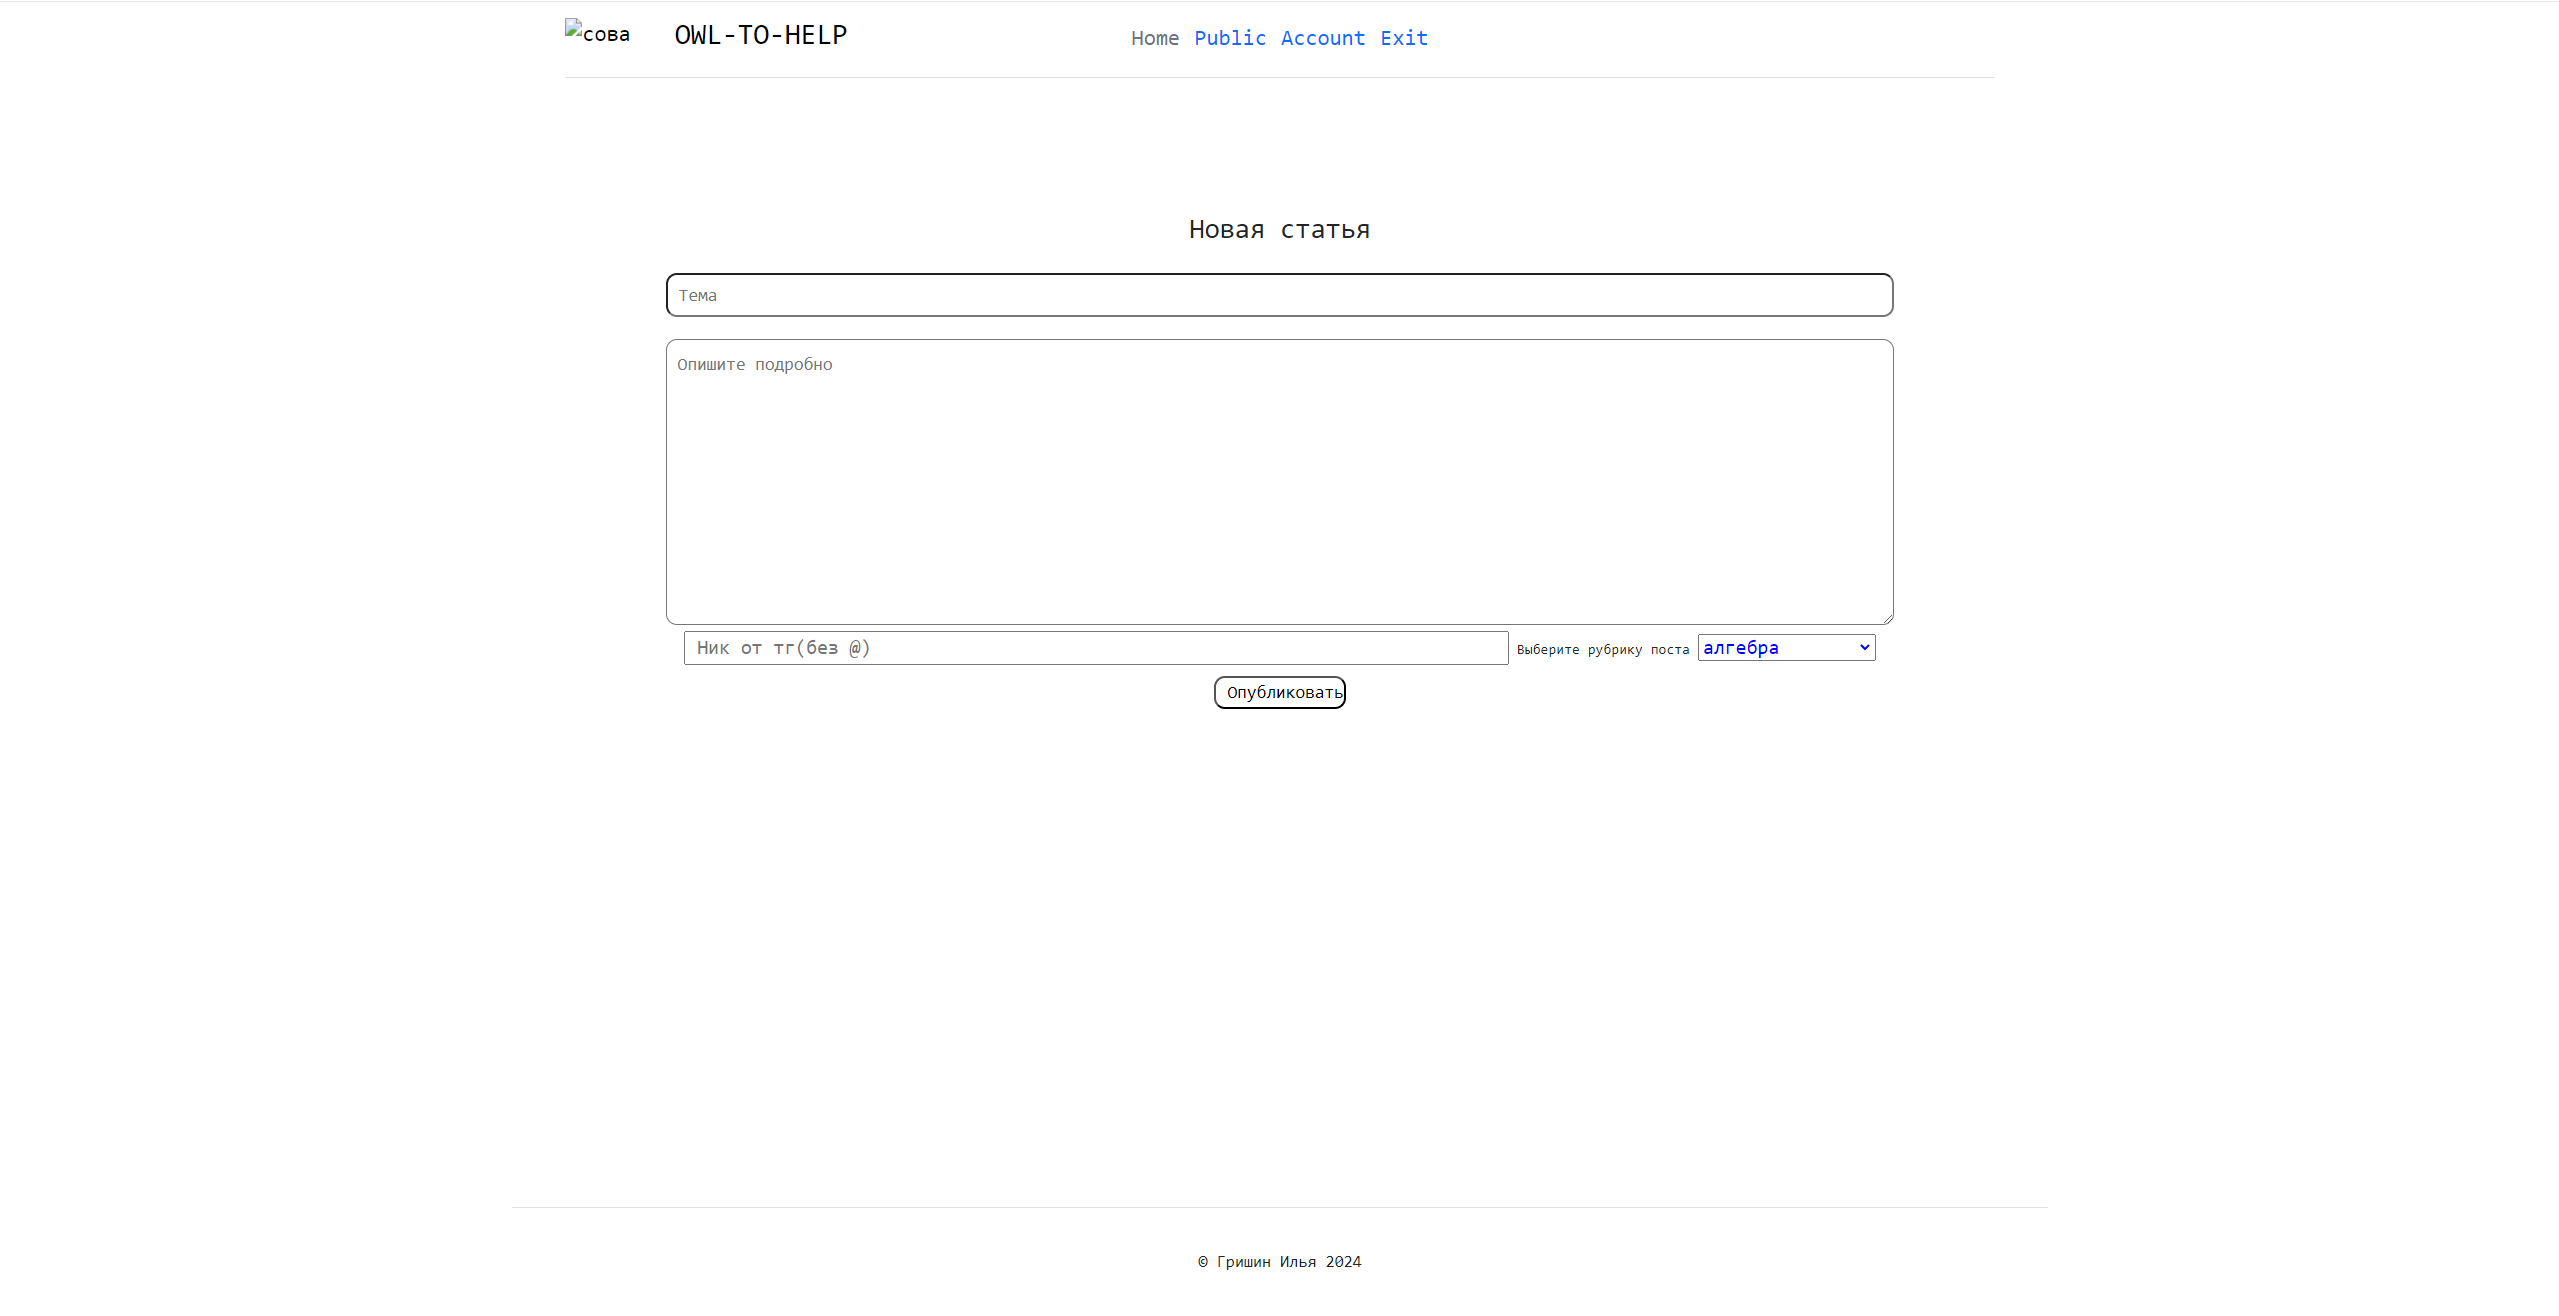 сова OWL-TO-HELP Home Public Account Exit
Новая статья
Тема
Опишите подробно
Ник от тг(без @) Выберите рубрику поста алгебра
Опубликовать
© Гришин Илья 2024